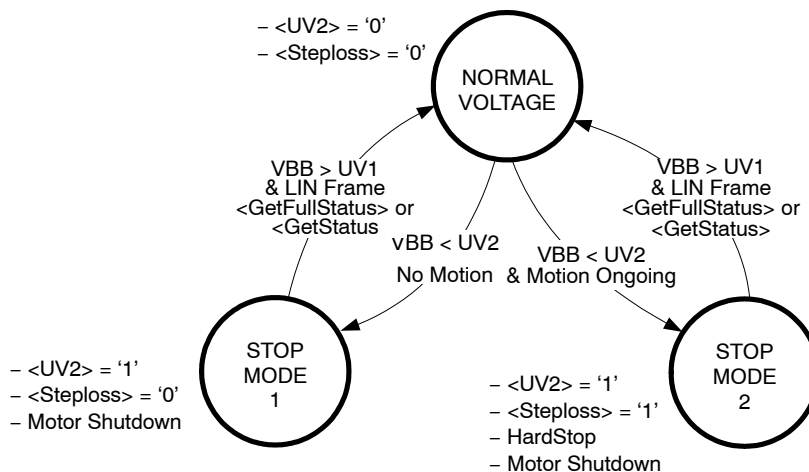 – <UV2> = ‘0’
– <Steploss> = ‘0’
NORMAL
VOLTAGE
VBB > UV1
& LIN Frame
<GetFullStatus> or
<GetStatus
VBB > UV1
& LIN Frame
<GetFullStatus> or
<GetStatus>
vBB < UV2
No Motion
VBB < UV2
& Motion Ongoing
STOP
MODE
1
– <UV2> = ‘1’
– <Steploss> = ‘0’
– Motor Shutdown
STOP
MODE
2
– <UV2> = ‘1’
– <Steploss> = ‘1’
– HardStop
– Motor Shutdown